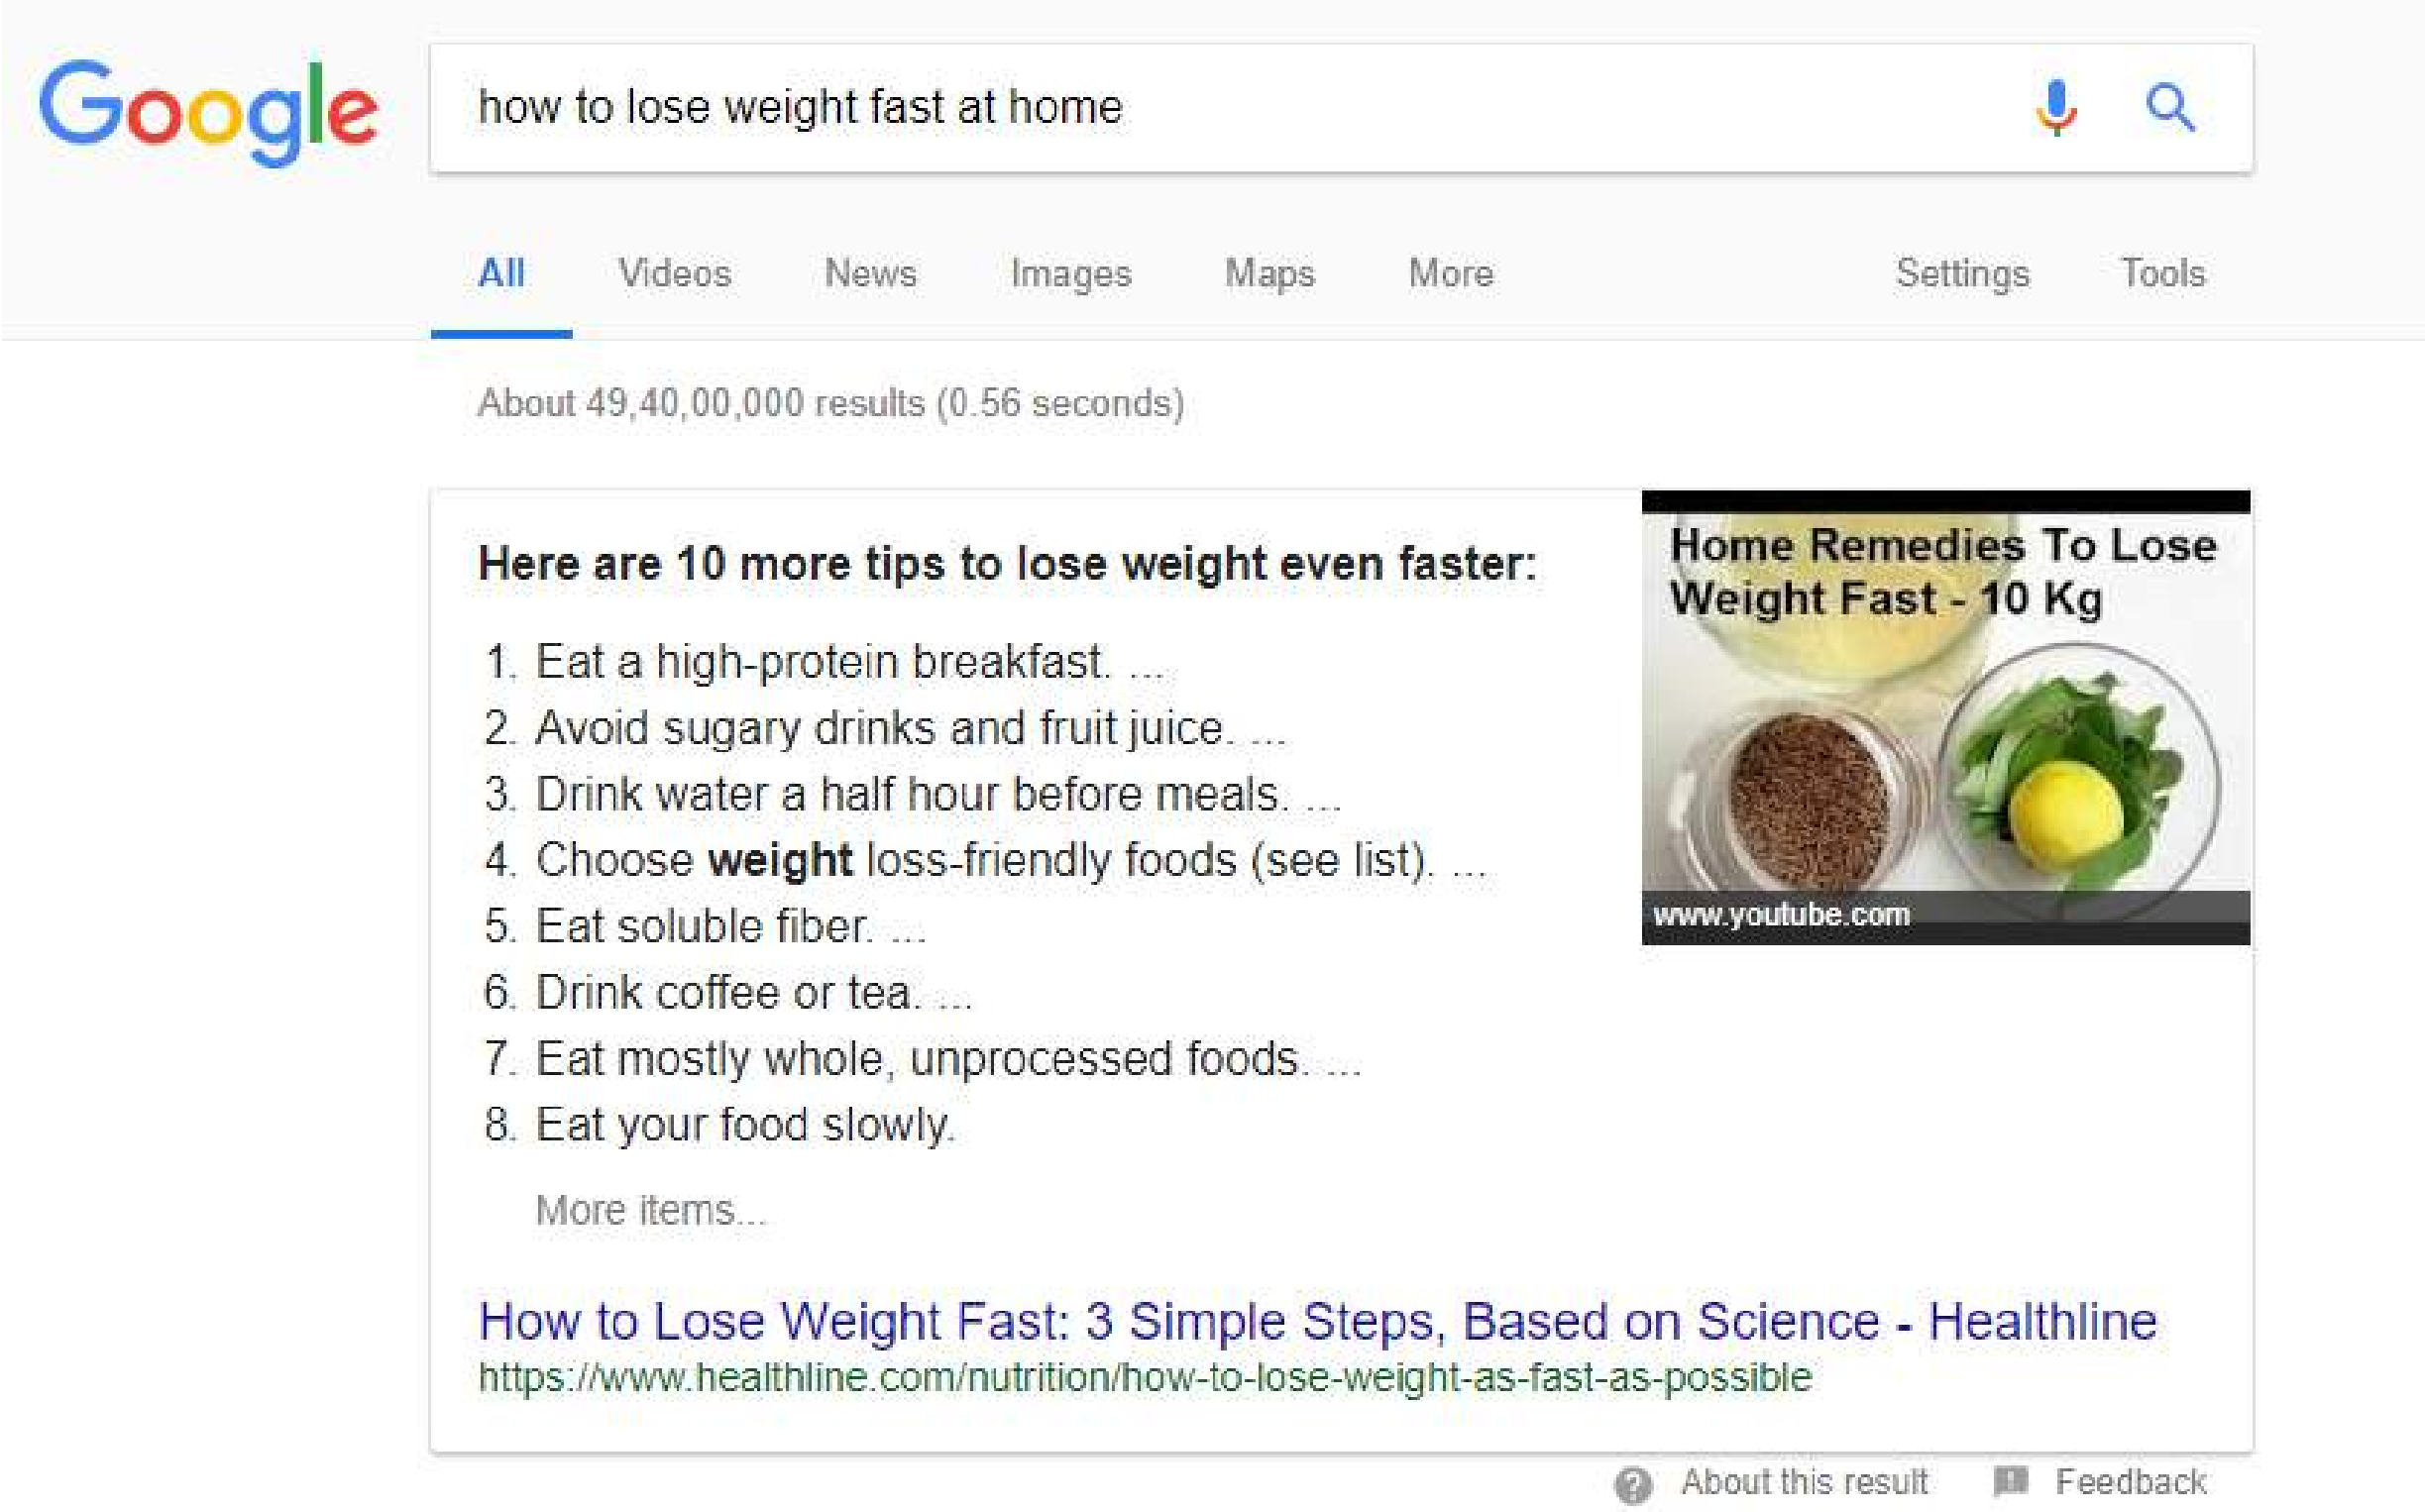 Google
how to lose weight fast at home
All Videos News Images Maps More Settings Tools
About 49,40,00,000 results (0.56 seconds)
Here are 10 more tips to lose weight even faster:
1. Eat a high-protein breakfast. ...
2. Avoid sugary drinks and fruit juice. ...
3. Drink water a half hour before meals. ...
4. Choose weight loss-friendly foods (see list). ...
5. Eat soluble fiber. ...
6. Drink coffee or tea. ...
7. Eat mostly whole, unprocessed foods. ...
8. Eat your food slowly.
More items...
Home Remedies To Lose
Weight Fast - 10 Kg
www.youtube.com
How to Lose Weight Fast: 3 Simple Steps, Based on Science - Healthline
https://www.healthline.com/nutrition/how-to-lose-weight-as-fast-as-possible
About this result Feedback